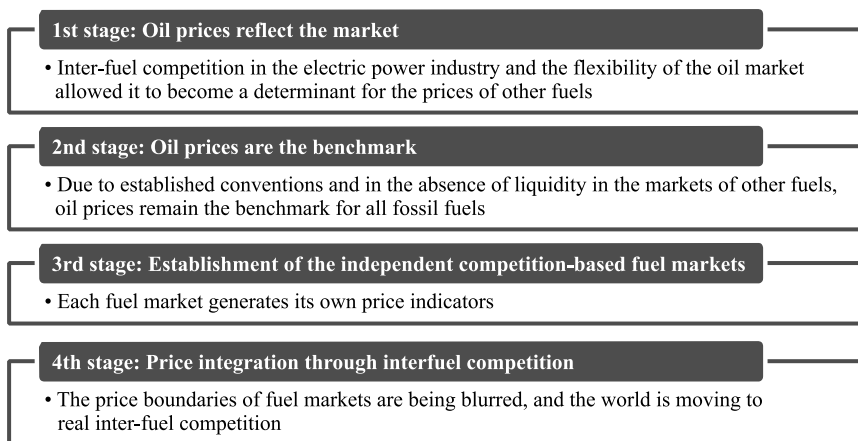 1st stage: Oil prices reflect the market
• Inter-fuel competition in the electric power industry and the flexibility of the oil market
allowed it to become a determinant for the prices of other fuels
2nd stage: Oil prices are the benchmark
• Due to established conventions and in the absence of liquidity in the markets of other fuels,
oil prices remain the benchmark for all fossil fuels
3rd stage: Establishment of the independent competition-based fuel markets
• Each fuel market generates its own price indicators
4th stage: Price integration through interfuel competition
• The price boundaries of fuel markets are being blurred, and the world is moving to
real inter-fuel competition